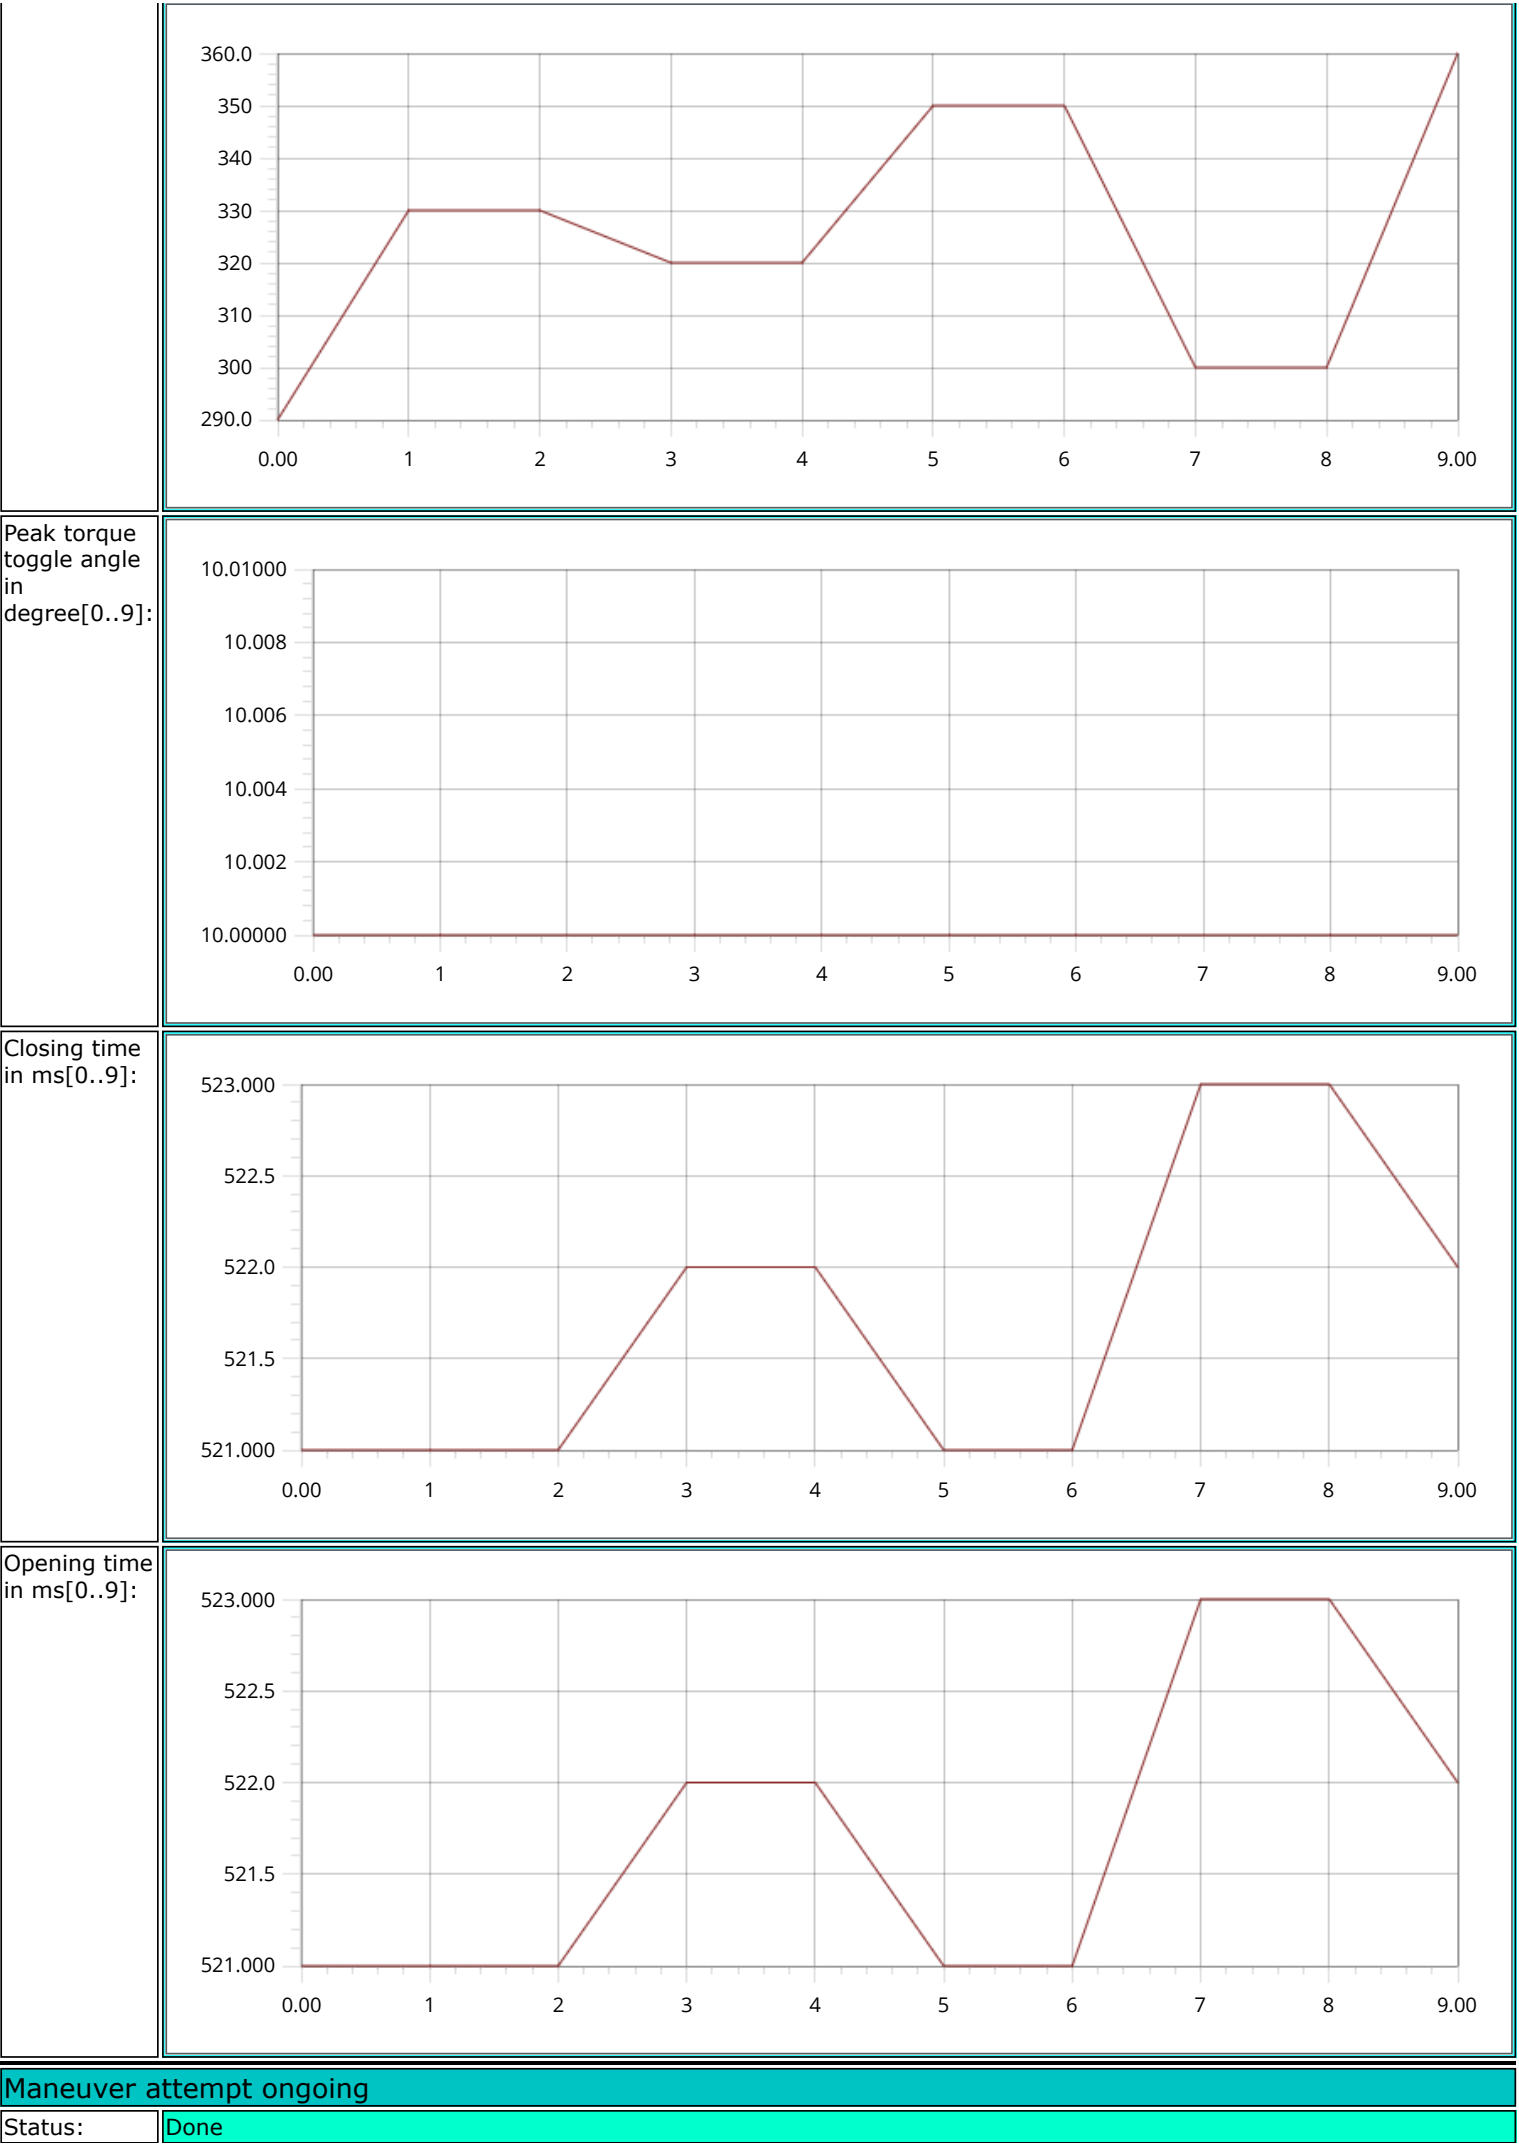 360.0
350
340
330
320
310
300
290.0
0.00 1 2 3 4 5 6 7 8 9.00
Peak torque
toggle angle
in
degree[0..9]:
10.01000
10.008
10.006
10.004
10.002
10.00000
0.00 1 2 3 4 5 6 7 8 9.00
Closing time
in ms[0..9]:
523.000
522.5
522.0
521.5
521.000
0.00 1 2 3 4 5 6 7 8 9.00
Opening time
in ms[0..9]:
523.000
522.5
522.0
521.5
521.000
0.00 1 2 3 4 5 6 7 8 9.00
Maneuver attempt ongoing
Status: Done